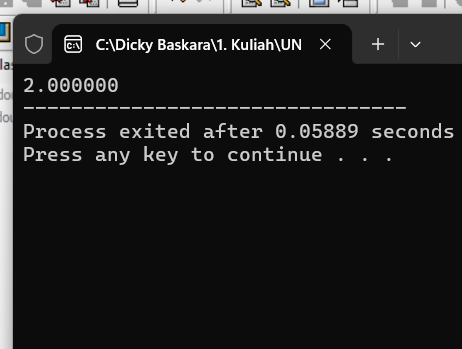 C:\Dicky Baskara\1. Kuliah\UN
2.000000
--------------------------------
Process exited after 0.05889 seconds
Press any key to continue . . .